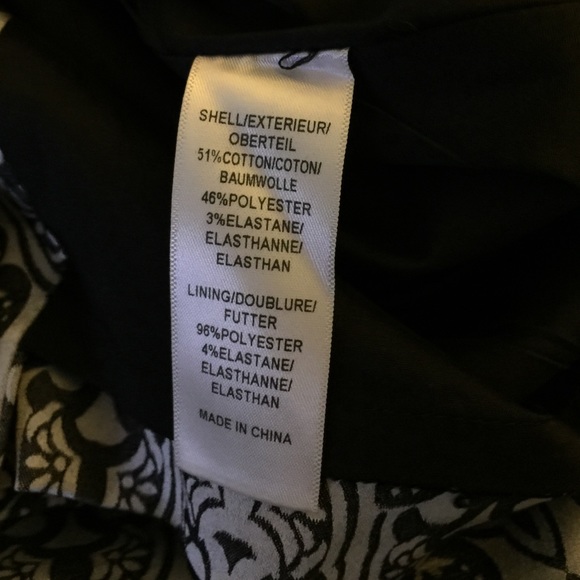 SHELL/EXTERIEUR/
OBERTEIL
51%COTTON/COTON/
BAUMWOLLE
46%POLYESTER
3%ELASTANE/
ELASTHANNE/
ELASTHAN
LINING/DOUBLURE/
FUTTER
96%POLYESTER
4%ELASTANE/
ELASTHANNE/
ELASTHAN
MADE IN CHINA